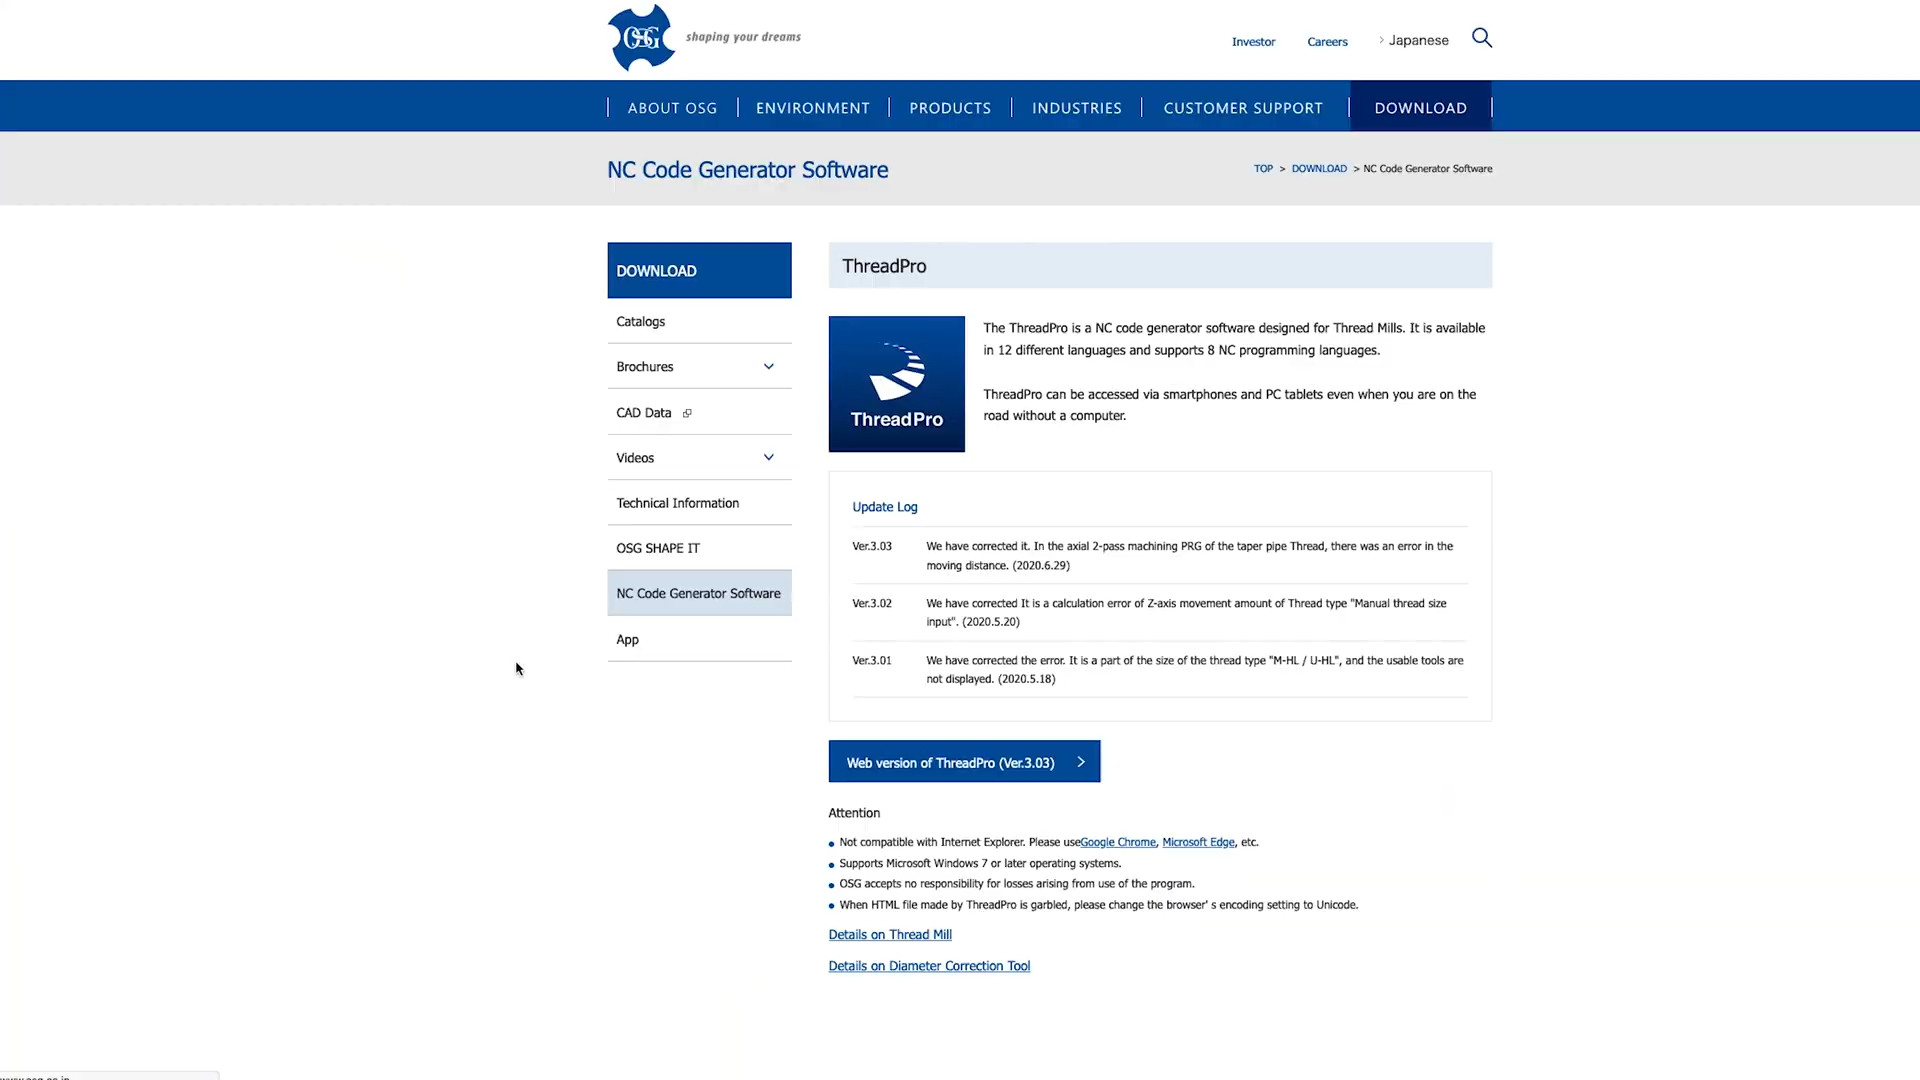 OSG shaping your dreams
Investor Careers Japanese
ABOUT OSG ENVIRONMENT PRODUCTS INDUSTRIES CUSTOMER SUPPORT DOWNLOAD
NC Code Generator Software
TOP > DOWNLOAD > NC Code Generator Software
DOWNLOAD
Catalogs
Brochures
CAD Data
Videos
Technical Information
OSG SHAPE IT
NC Code Generator Software
App
ThreadPro
ThreadPro
The ThreadPro is a NC code generator software designed for Thread Mills. It is available
in 12 different languages and supports 8 NC programming languages.
ThreadPro can be accessed via smartphones and PC tablets even when you are on the
road without a computer.
Update Log
Ver.3.03 We have corrected it. In the axial 2-pass machining PRG of the taper pipe Thread, there was an error in the
moving distance. (2020.6.29)
Ver.3.02 We have corrected It is a calculation error of Z-axis movement amount of Thread type "Manual thread size
input". (2020.5.20)
Ver.3.01 We have corrected the error. It is a part of the size of the thread type "M-HL / U-HL", and the usable tools are
not displayed. (2020.5.18)
Web version of ThreadPro (Ver.3.03)
Attention
Not compatible with Internet Explorer. Please useGoogle Chrome, Microsoft Edge, etc.
Supports Microsoft Windows 7 or later operating systems.
OSG accepts no responsibility for losses arising from use of the program.
When HTML file made by ThreadPro is garbled, please change the browser' s encoding setting to Unicode.
Details on Thread Mill
Details on Diameter Correction Tool